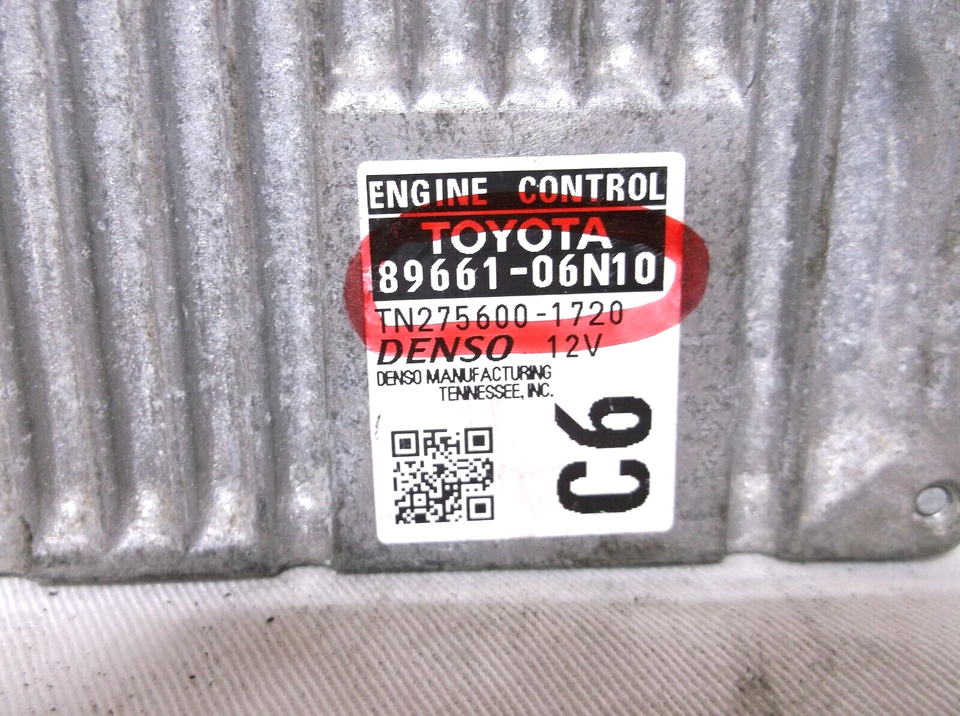 ENGINE CONTROL
TOYOTA
89661-06N10
TN275600-1720
DENSO 12V
DENSO MANUFACTURING
TENNESSEE, INC.
C6